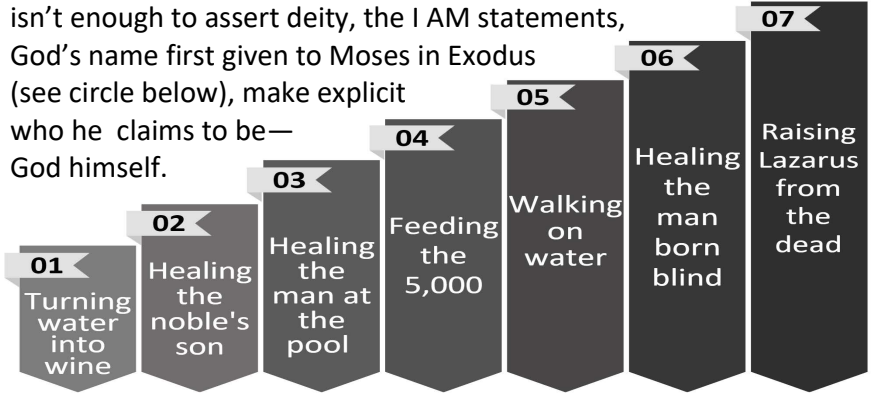 isn’t enough to assert deity, the I AM statements,
God’s name first given to Moses in Exodus
(see circle below), make explicit
who he claims to be—
God himself.
01
Turning
water
into
wine
02
Healing
the
noble's
son
03
Healing
the
man at
the
pool
04
Feeding
the
5,000
05
Walking
on
water
06
Healing
the
man
born
blind
07
Raising
Lazarus
from
the
dead